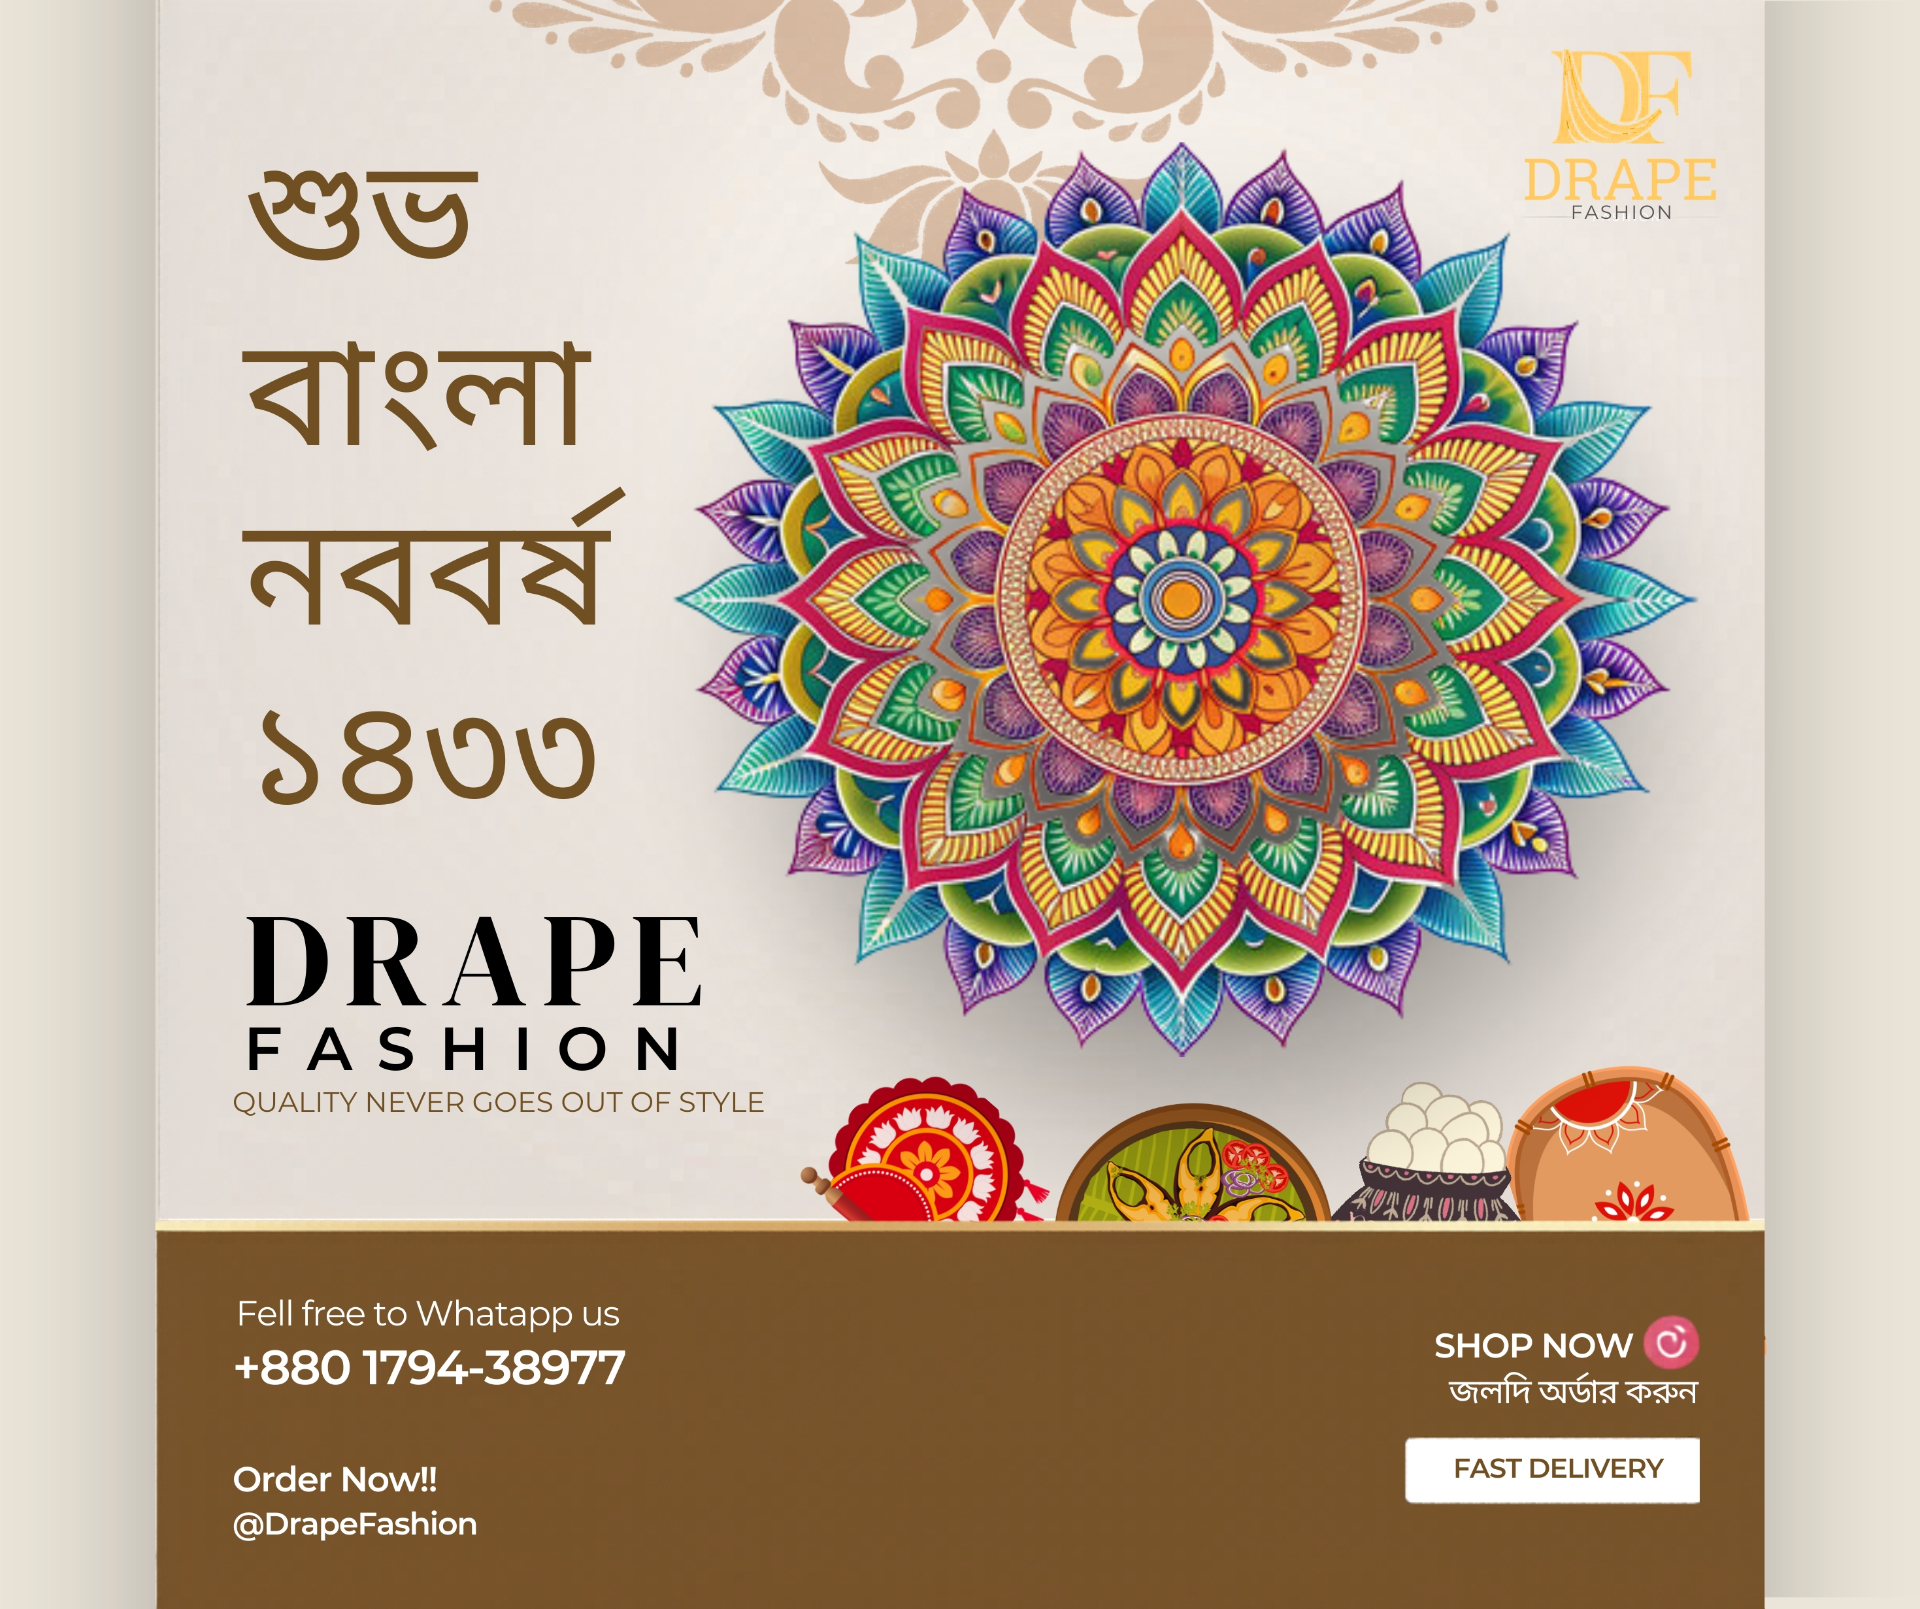 শুভ
বাংলা
নববর্ষ
১৪৩৩
DF
DRAPE
FASHION
DRAPE
FASHION
QUALITY NEVER GOES OUT OF STYLE
Fell free to Whatapp us
+880 1794-38977
Order Now!!
@DrapeFashion
SHOP NOW
জলদি অর্ডার করুন
FAST DELIVERY